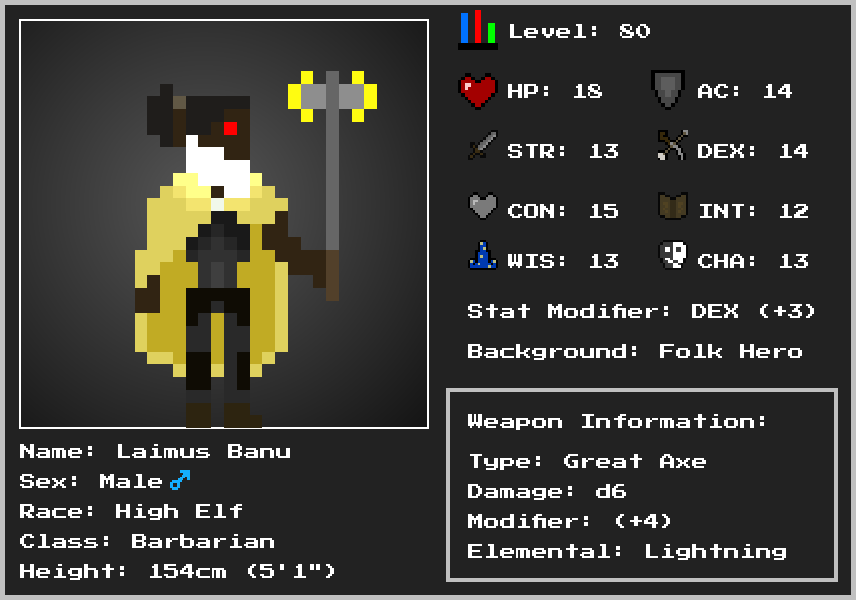 Level: 80
HP: 18 AC: 14
STR: 13 DEX: 14
CON: 15 INT: 12
WIS: 13 CHA: 13
Stat Modifier: DEX (+3)
Background: Folk Hero
Weapon Information:
Type: Great Axe
Damage: d6
Modifier: (+4)
Elemental: Lightning
Name: Laimus Banu
Sex: Male♂
Race: High Elf
Class: Barbarian
Height: 154cm (5'1")